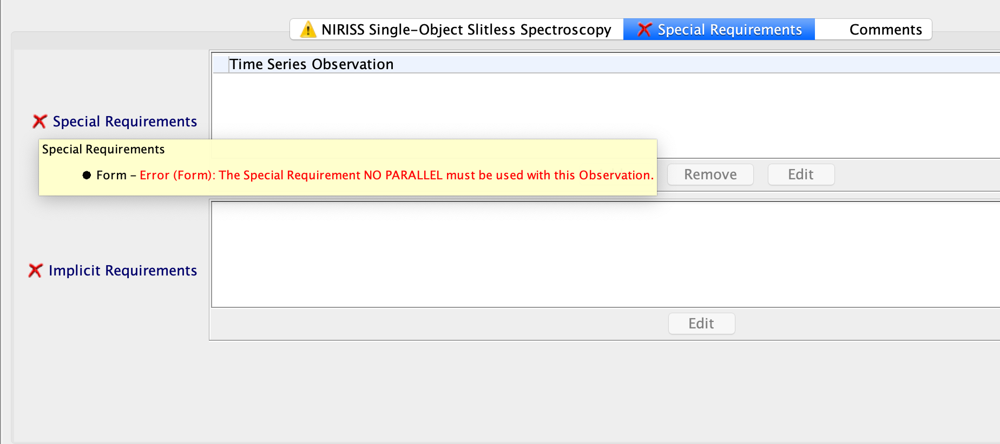 NIRISS Single-Object Slitless Spectroscopy
Special Requirements
Comments
Time Series Observation
Special Requirements
Special Requirements
Form – Error (Form): The Special Requirement NO PARALLEL must be used with this Observation.
Remove
Edit
Implicit Requirements
Edit